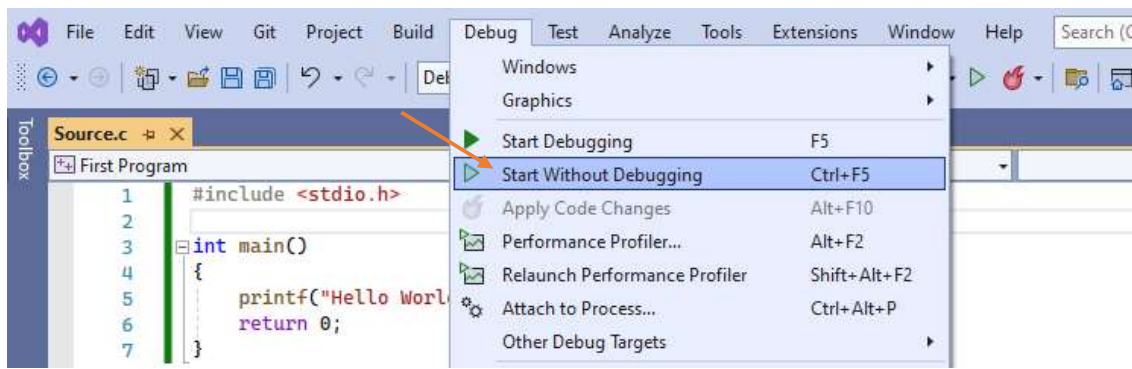 File Edit View Git Project Build Debug Test Analyze Tools Extensions Window Help Search (
Toolbox
Source.c
First Program
1 #include <stdio.h>
2
3 int main()
4 {
5 printf("Hello
6 return 0;
7 }
Windows
Graphics
Start Debugging F5
Start Without Debugging Ctrl+F5
Apply Code Changes Alt+F10
Performance Profiler... Alt+F2
Relaunch Performance Profiler Shift+Alt+F2
Attach to Process... Ctrl+Alt+P
Other Debug Targets